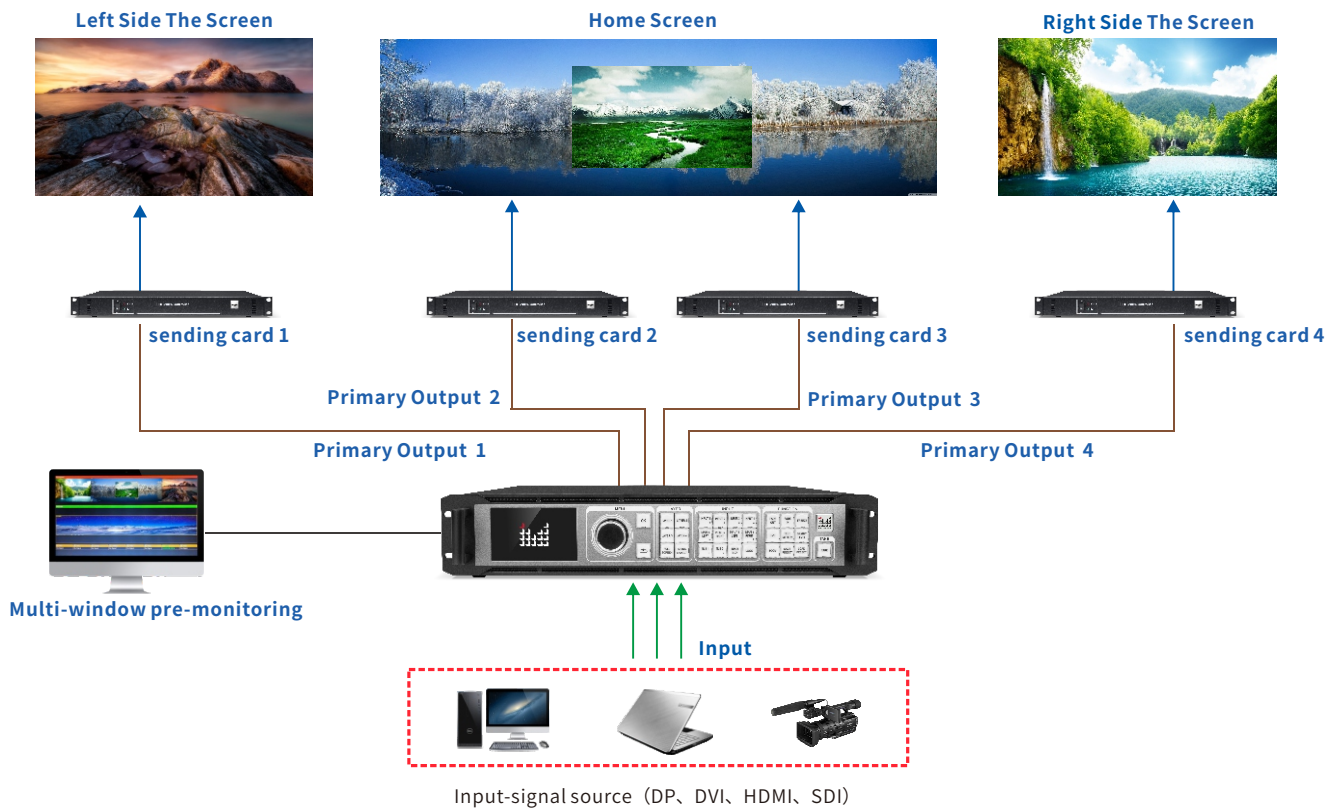 Left Side The Screen
Home Screen
Right Side The Screen
sending card 1
sending card 2
sending card 3
sending card 4
Primary Output 2
Primary Output 3
Primary Output 1
Primary Output 4
Multi-window pre-monitoring
Input
Input-signal source（DP、DVI、HDMI、SDI）